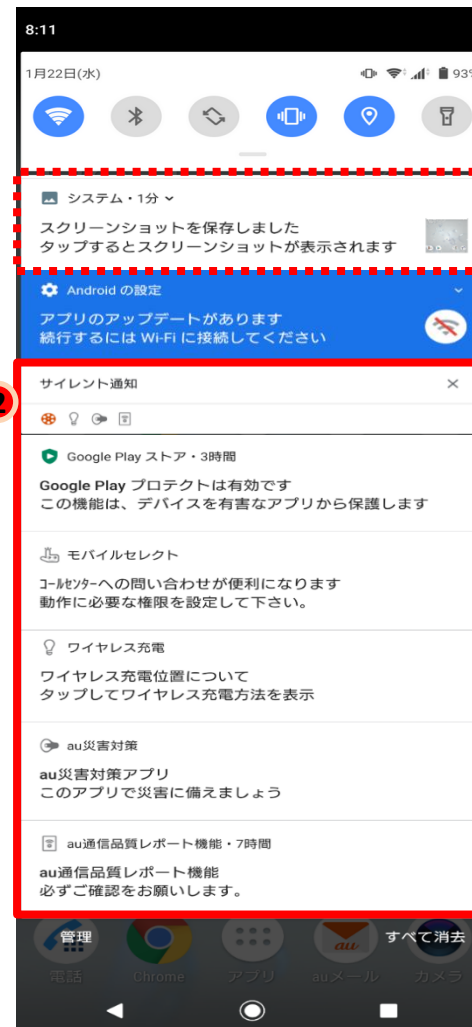 8:11
1月22日(水)
93%
システム・1分
スクリーンショットを保存しました
タップするとスクリーンショットが表示されます
Android の設定
アプリのアップデートがあります
続行するには Wi-Fi に接続してください
2
サイレント通知
Google Play ストア・3時間
Google Play プロテクトは有効です
この機能は、デバイスを有害なアプリから保護します
モバイルセレクト
ｺｰﾙｾﾝﾀｰへの問い合わせが便利になります
動作に必要な権限を設定して下さい。
ワイヤレス充電
ワイヤレス充電位置について
タップしてワイヤレス充電方法を表示
au災害対策
au災害対策アプリ
このアプリで災害に備えましょう
au通信品質レポート機能・7時間
au通信品質レポート機能
必ずご確認をお願いします。
管理
すべて消去
au
電話 Chrome アプリ auメール カメラ